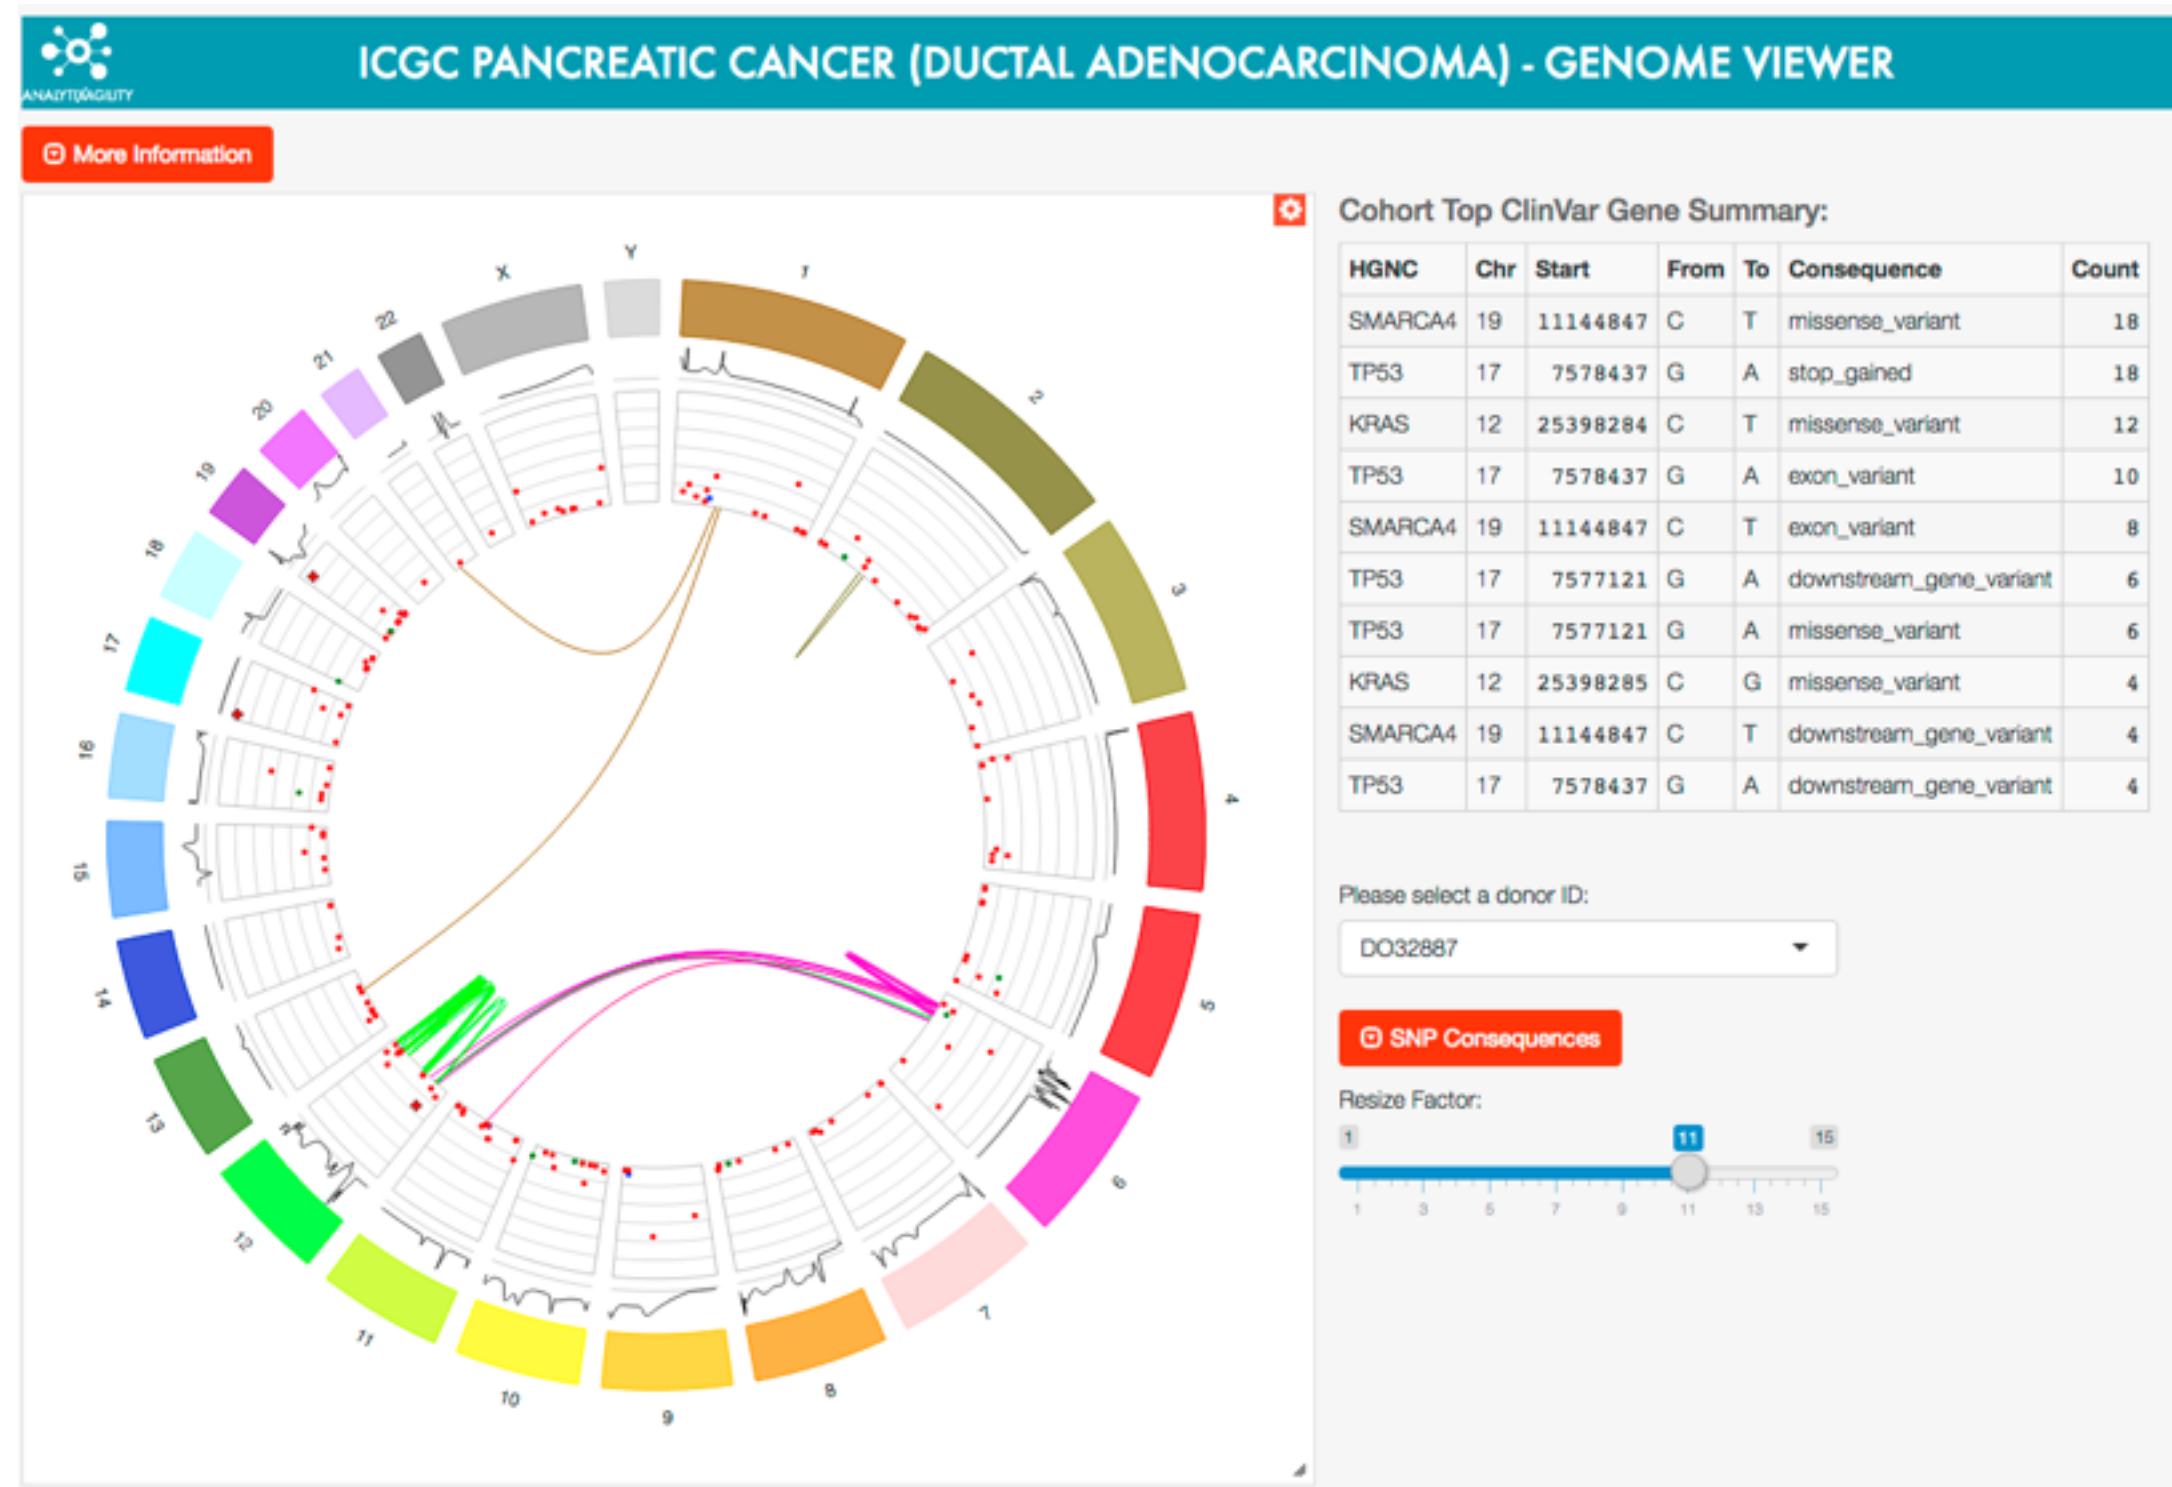 ICGC PANCREATIC CANCER (DUCTAL ADENOCARCINOMA) - GENOME VIEWER
More Information
Y
1
2
3
4
5
6
7
8
9
10
11
12
13
14
15
16
17
18
19
20
21
22
X
Cohort Top ClinVar Gene Summary:
HGNC Chr Start From To Consequence Count
SMARCA4 19 11144847 C T missense_variant 18
TP53 17 7578437 G A stop_gained 18
KRAS 12 25398284 C T missense_variant 12
TP53 17 7578437 G A exon_variant 10
SMARCA4 19 11144847 C T exon_variant 8
TP53 17 7577121 G A downstream_gene_variant 6
TP53 17 7577121 G A missense_variant 6
KRAS 12 25398285 C G missense_variant 4
SMARCA4 19 11144847 C T downstream_gene_variant 4
TP53 17 7578437 G A downstream_gene_variant 4
Please select a donor ID:
DO32887
SNP Consequences
Resize Factor:
1 11 15
1 3 5 7 9 11 13 15